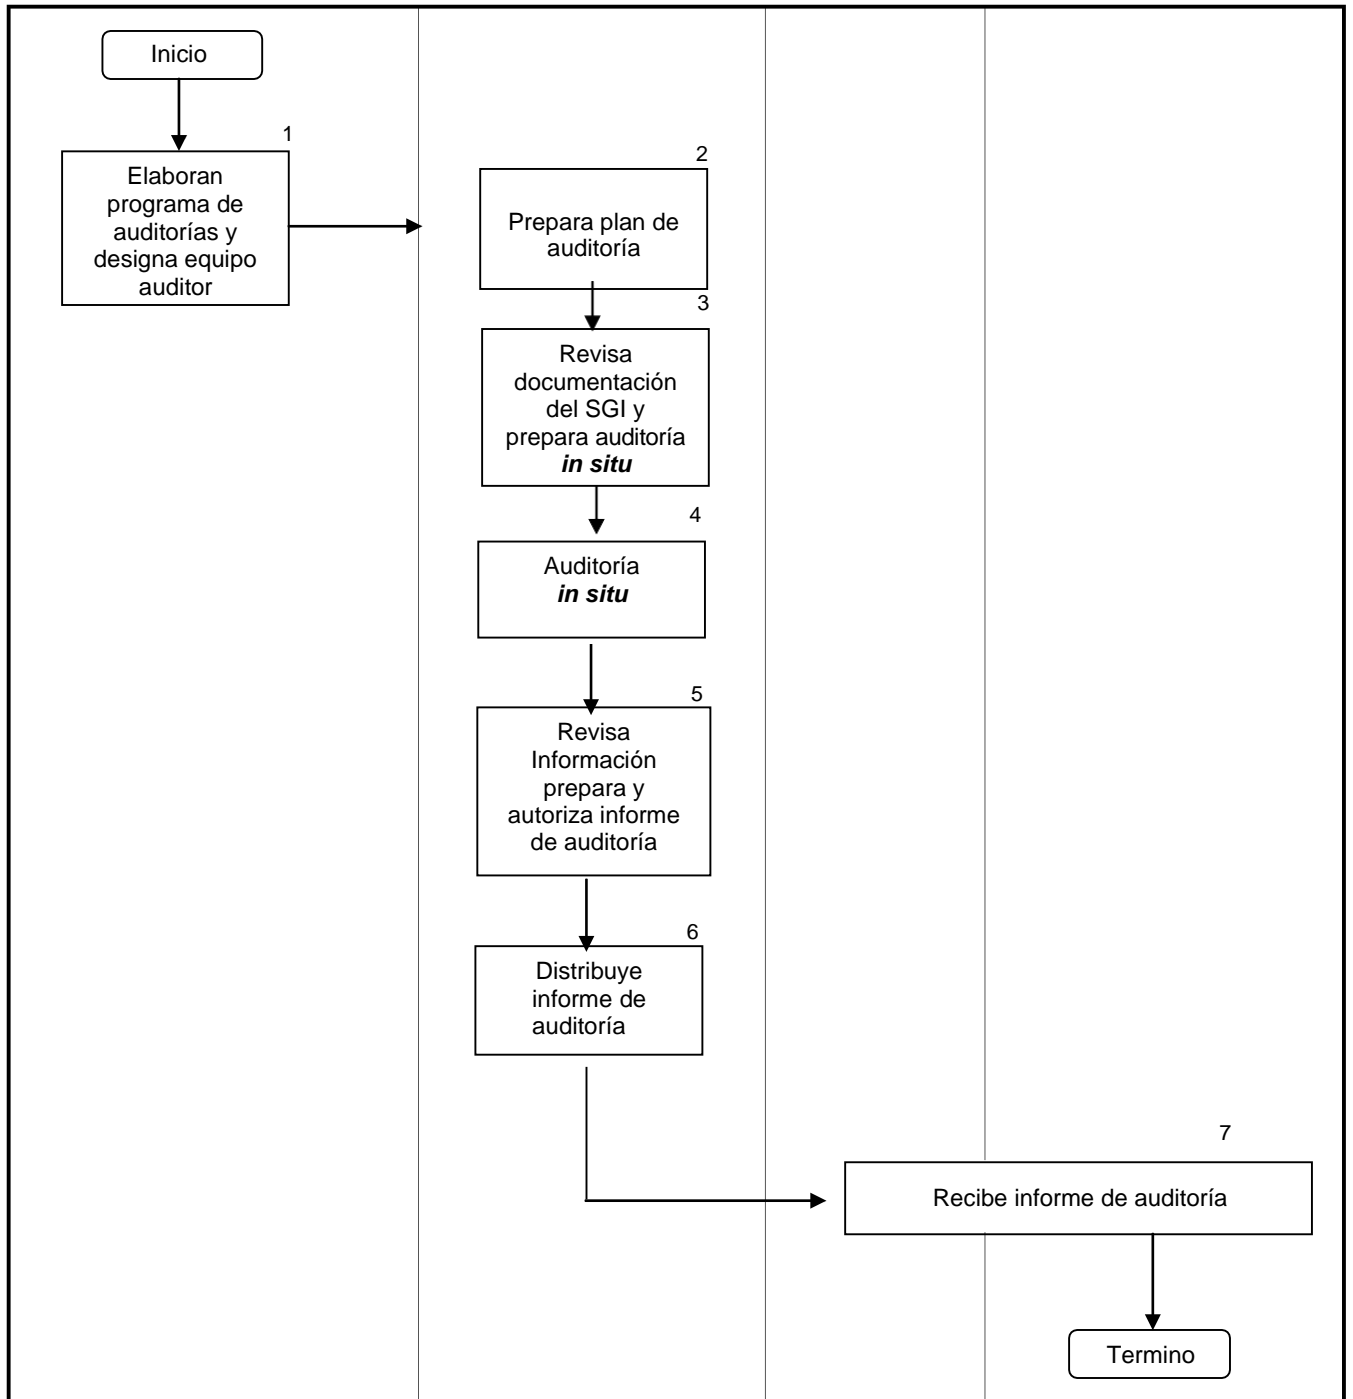 Inicio
1
Elaboran
programa de
auditorías y
designa equipo
auditor
2
Prepara plan de
auditoría
3
Revisa
documentación
del SGI y
prepara auditoría
in situ
4
Auditoría
in situ
5
Revisa
Información
prepara y
autoriza informe
de auditoría
6
Distribuye
informe de
auditoría
7
Recibe informe de auditoría
Termino